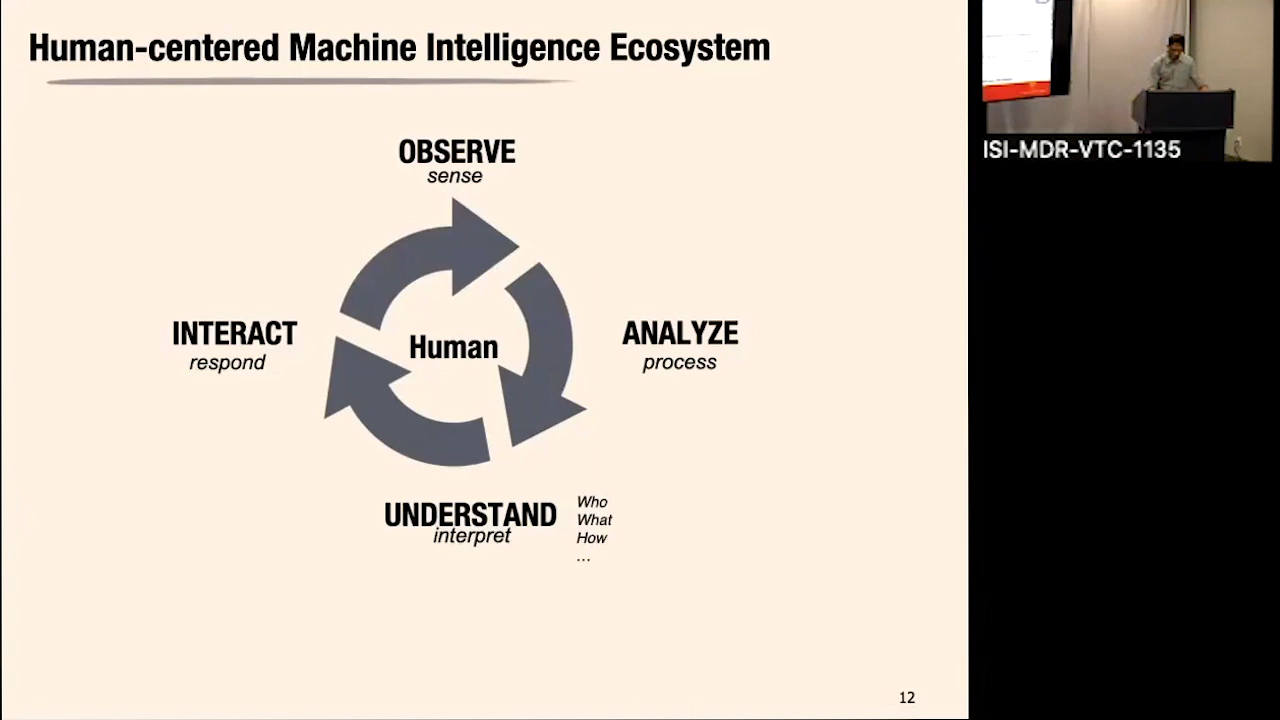 Human-centered Machine Intelligence Ecosystem
OBSERVE
sense
INTERACT
respond
Human
ANALYZE
process
UNDERSTAND
interpret
Who
What
How
...
12
ISI-MDR-VTC-1135